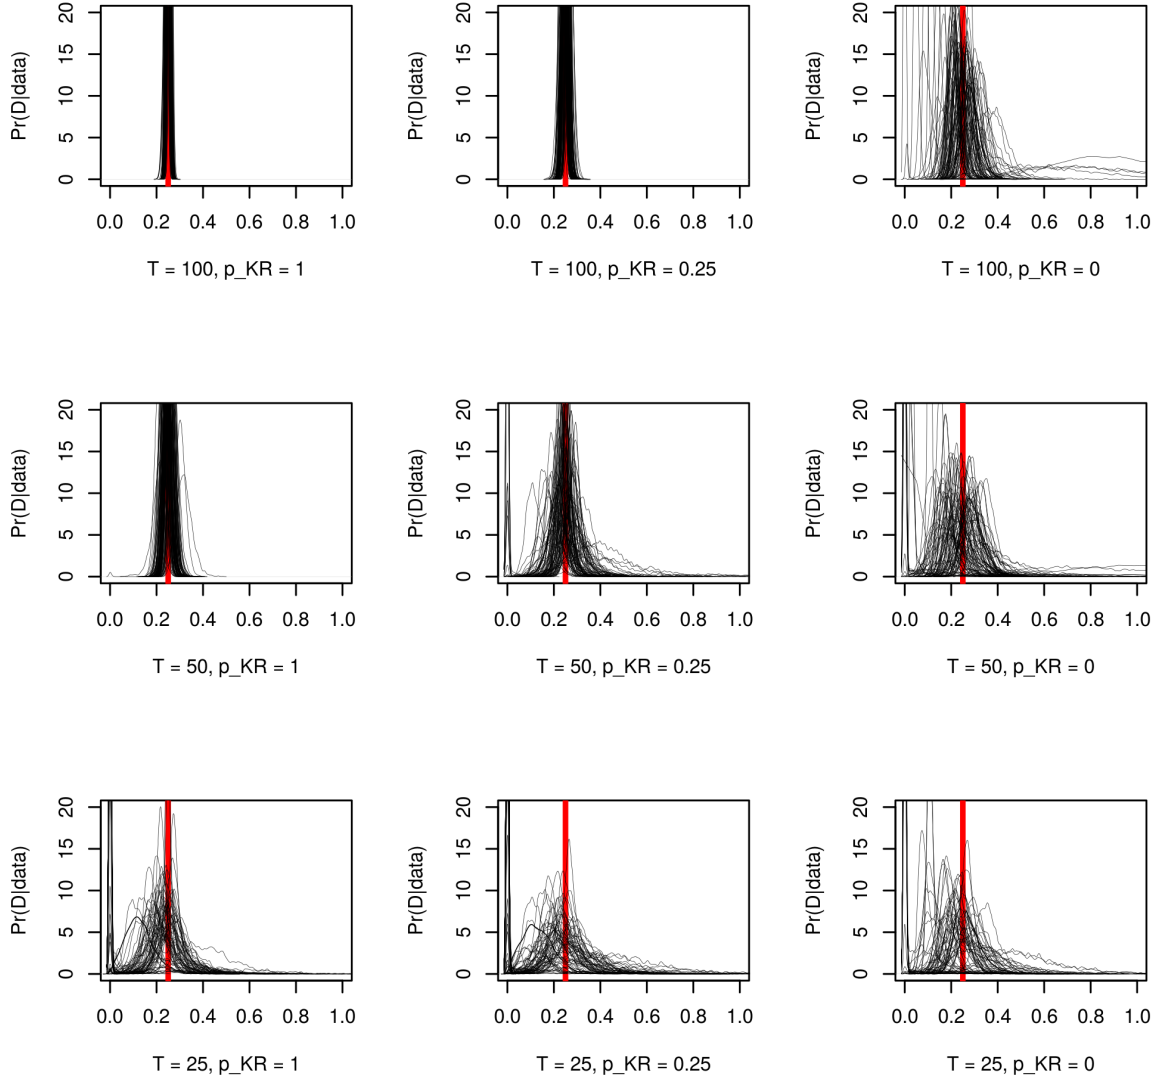 Pr(D|data)
20
15
10
5
0
0.0 0.2 0.4 0.6 0.8 1.0
T = 100, p_KR = 1
Pr(D|data)
20
15
10
5
0
0.0 0.2 0.4 0.6 0.8 1.0
T = 100, p_KR = 0.25
Pr(D|data)
20
15
10
5
0
0.0 0.2 0.4 0.6 0.8 1.0
T = 100, p_KR = 0
Pr(D|data)
20
15
10
5
0
0.0 0.2 0.4 0.6 0.8 1.0
T = 50, p_KR = 1
Pr(D|data)
20
15
10
5
0
0.0 0.2 0.4 0.6 0.8 1.0
T = 50, p_KR = 0.25
Pr(D|data)
20
15
10
5
0
0.0 0.2 0.4 0.6 0.8 1.0
T = 50, p_KR = 0
Pr(D|data)
20
15
10
5
0
0.0 0.2 0.4 0.6 0.8 1.0
T = 25, p_KR = 1
Pr(D|data)
20
15
10
5
0
0.0 0.2 0.4 0.6 0.8 1.0
T = 25, p_KR = 0.25
Pr(D|data)
20
15
10
5
0
0.0 0.2 0.4 0.6 0.8 1.0
T = 25, p_KR = 0